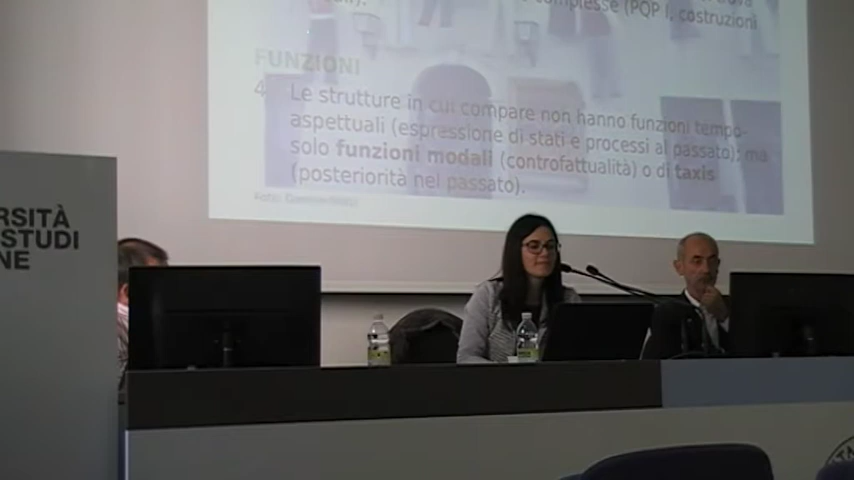 complesse (PQP I, costruzioni
FUNZIONI
4. Le strutture in cui compare non hanno funzioni tempo-
aspettuali (espressione di stati e processi al passato); ma
solo funzioni modali (controfattualità) o di taxis
(posteriorità nel passato).
RSITÀ
STUDI
NE